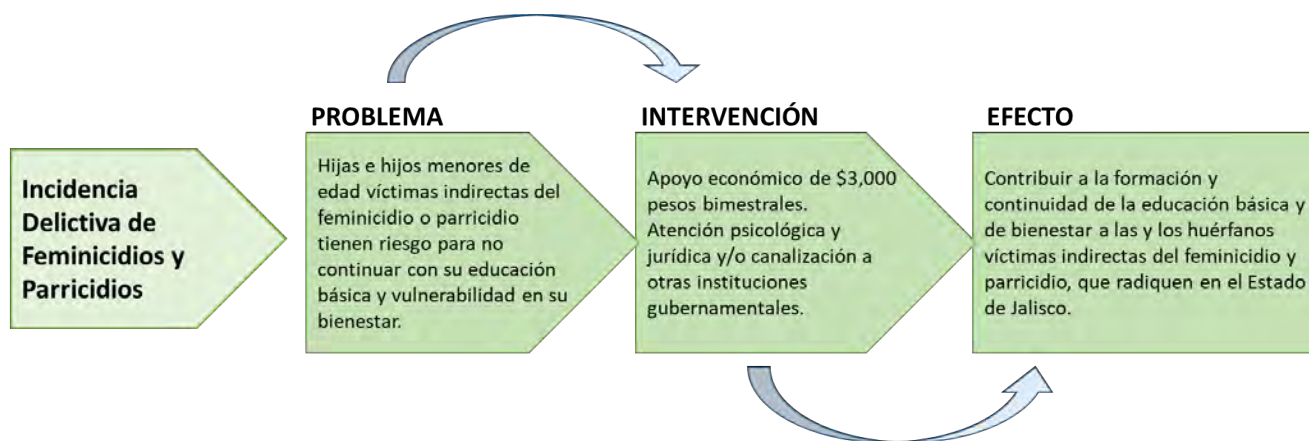 Incidencia
Delictiva de
Feminicidios y
Parricidios
PROBLEMA
Hijas e hijos menores de
edad víctimas indirectas del
feminicidio o parricidio
tienen riesgo para no
continuar con su educación
básica y vulnerabilidad en su
bienestar.
INTERVENCIÓN
Apoyo económico de $3,000
pesos bimestrales.
Atención psicológica y
jurídica y/o canalización a
otras instituciones
gubernamentales.
EFECTO
Contribuir a la formación y
continuidad de la educación básica y
de bienestar a las y los huérfanos
víctimas indirectas del feminicidio y
parricidio, que radiquen en el Estado
de Jalisco.